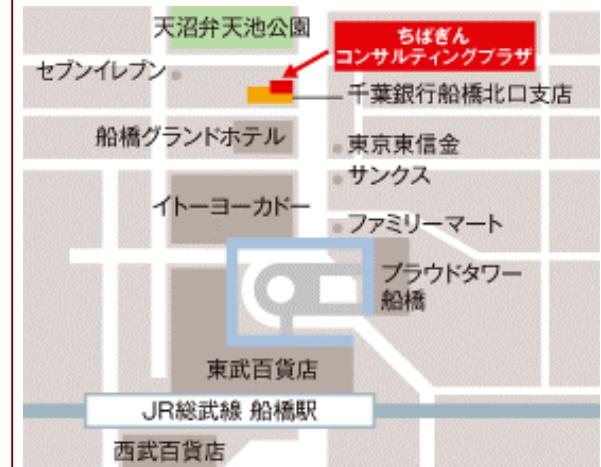 天沼弁天池公園
ちばぎん
コンサルティングプラザ
セブンイレブン
千葉銀行船橋北口支店
船橋グランドホテル
東京東信金
サンクス
イトーヨーカドー
ファミリーマート
プラウドタワー
船橋
東武百貨店
JR総武線 船橋駅
西武百貨店